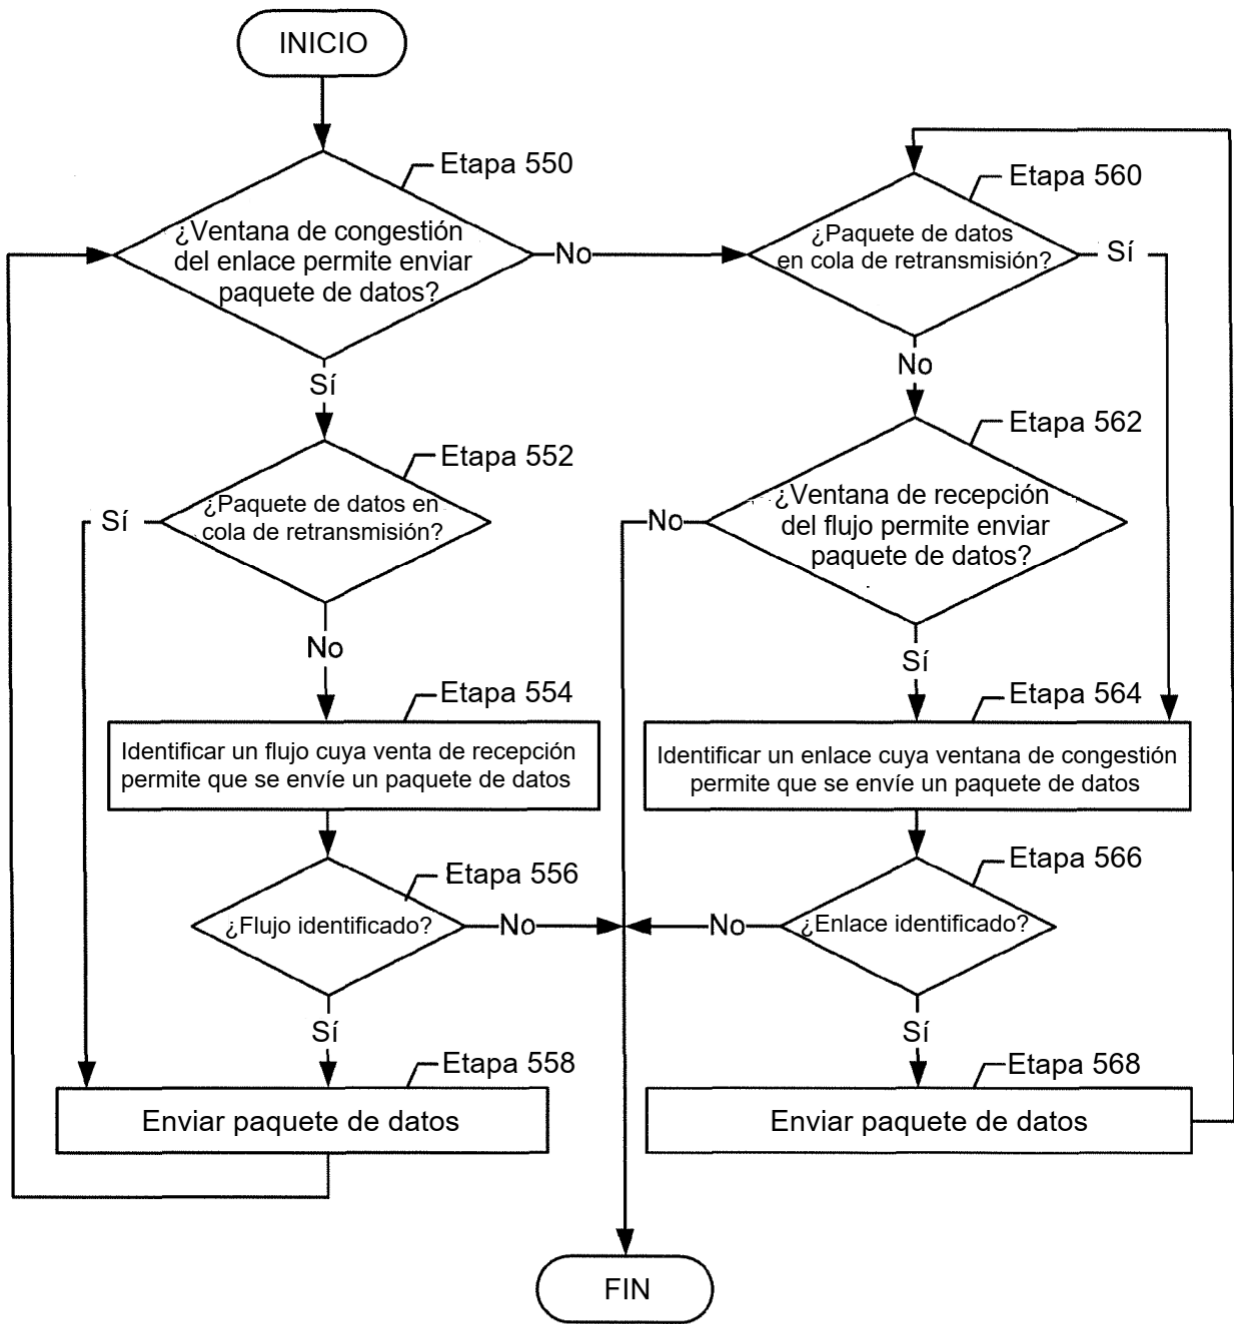 INICIO
Etapa 550
¿Ventana de congestión
del enlace permite enviar
paquete de datos?
No
Sí
Etapa 552
¿Paquete de datos en
cola de retransmisión?
Sí
No
Etapa 554
Identificar un flujo cuya venta de recepción
permite que se envíe un paquete de datos
Etapa 556
¿Flujo identificado?
No
Sí
Etapa 558
Enviar paquete de datos
Etapa 560
¿Paquete de datos
en cola de retransmisión?
Sí
No
Etapa 562
¿Ventana de recepción
del flujo permite enviar
paquete de datos?
No
Sí
Etapa 564
Identificar un enlace cuya ventana de congestión
permite que se envíe un paquete de datos
Etapa 566
¿Enlace identificado?
No
Sí
Etapa 568
Enviar paquete de datos
FIN